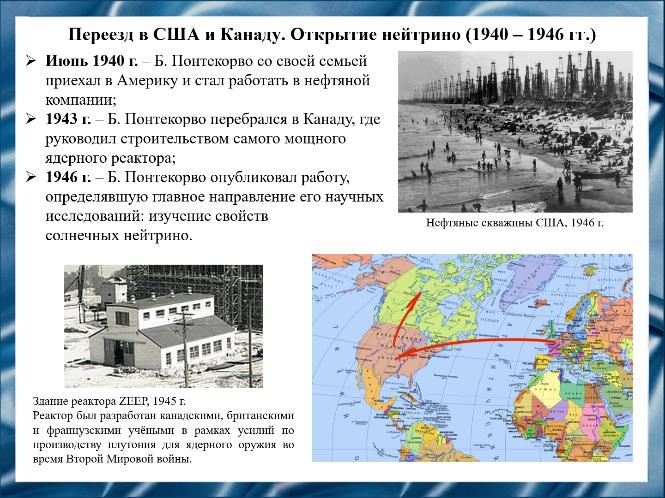 Переезд в США и Канаду. Открытие нейтрино (1940 – 1946 гг.)
Июнь 1940 г. – Б. Понтекорво со своей семьей
приехал в Америку и стал работать в нефтяной
компании;
1943 г. – Б. Понтекорво перебрался в Канаду, где
руководил строительством самого мощного
ядерного реактора;
1946 г. – Б. Понтекорво опубликовал работу,
определявшую главное направление его научных
исследований: изучение свойств
солнечных нейтрино.
Нефтяные скважины США, 1946 г.
Здание реактора ZEEP, 1945 г.
Реактор был разработан канадскими, британскими
и французскими учёными в рамках усилий по
производству плутония для ядерного оружия во
время Второй Мировой войны.